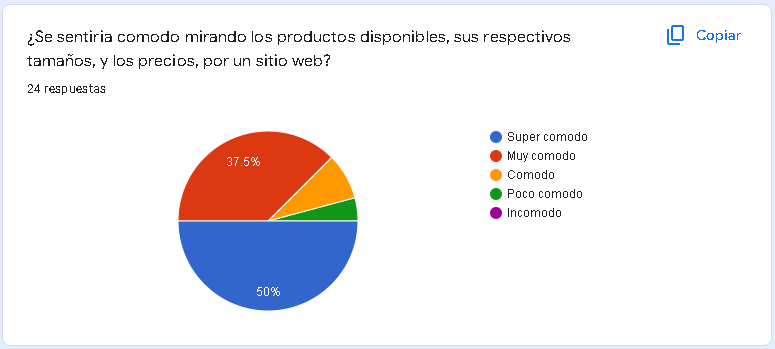 ¿Se sentiria comodo mirando los productos disponibles, sus respectivos
tamaños, y los precios, por un sitio web?
Copiar
24 respuestas
37.5%
50%
Super comodo
Muy comodo
Comodo
Poco comodo
Incomodo